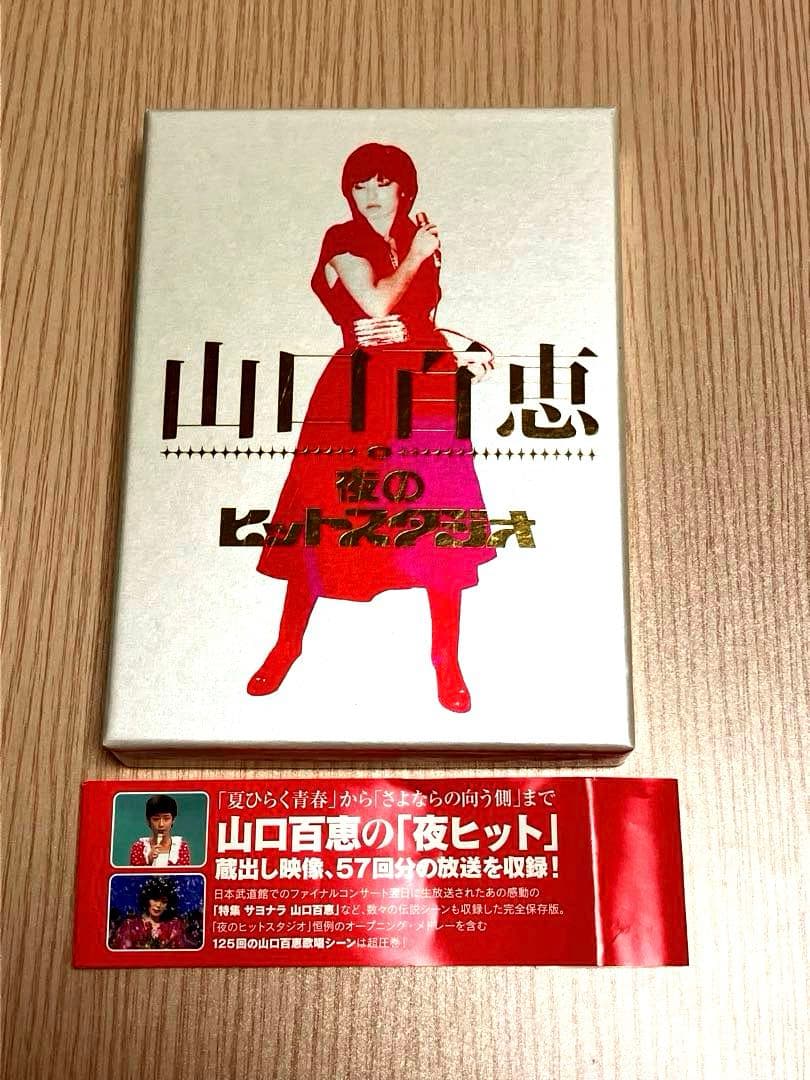 山口百恵
夜の
ヒットスタジオ
「夏ひらく青春」から「さよならの向う側」まで
山口百恵の「夜ヒット」
蔵出し映像、57回分の放送を収録!
日本武道館でのファイナルコンサート翌日に生放送されたあの感動の
「特集 サヨナラ 山口百恵」など、数々の伝説シーンも収録した完全保存版。
「夜のヒットスタジオ」恒例のオープニング・メドレーを含む
125回の山口百恵歌唱シーンは超圧巻!